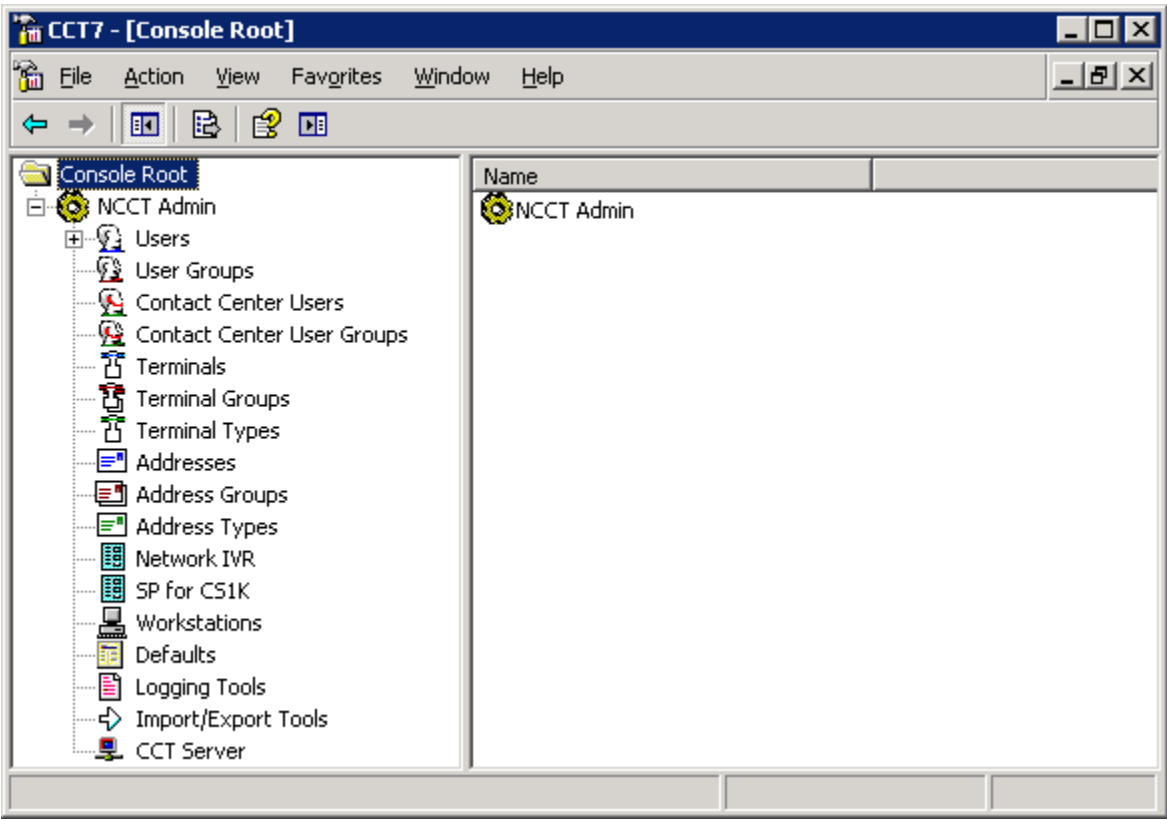 CCT7 - [Console Root]
File Action View Favorites Window Help
Console Root
NCCT Admin
Users
User Groups
Contact Center Users
Contact Center User Groups
Terminals
Terminal Groups
Terminal Types
Addresses
Address Groups
Address Types
Network IVR
SP for CS1K
Workstations
Defaults
Logging Tools
Import/Export Tools
CCT Server
Name
NCCT Admin